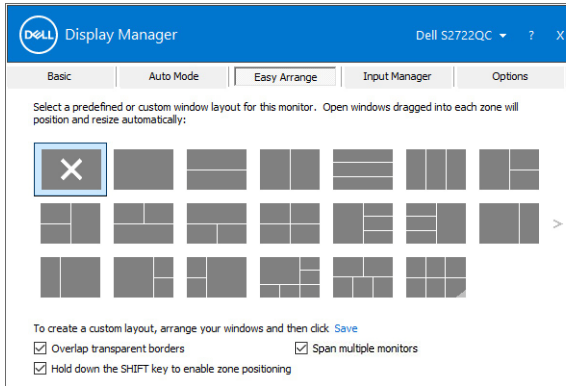 DELL Display Manager Dell S2722QC ? X
Basic Auto Mode Easy Arrange Input Manager Options
Select a predefined or custom window layout for this monitor. Open windows dragged into each zone will
position and resize automatically:
>
To create a custom layout, arrange your windows and then click Save
Overlap transparent borders Span multiple monitors
Hold down the SHIFT key to enable zone positioning